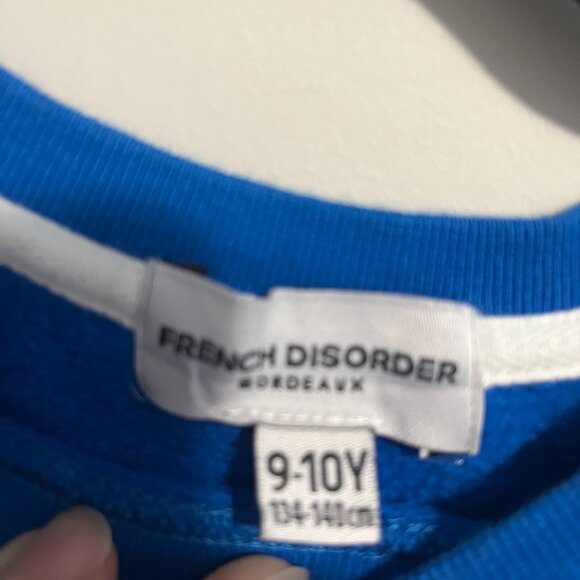 FRENCH DISORDER
BORDEAUX
9-10Y
134-140cm